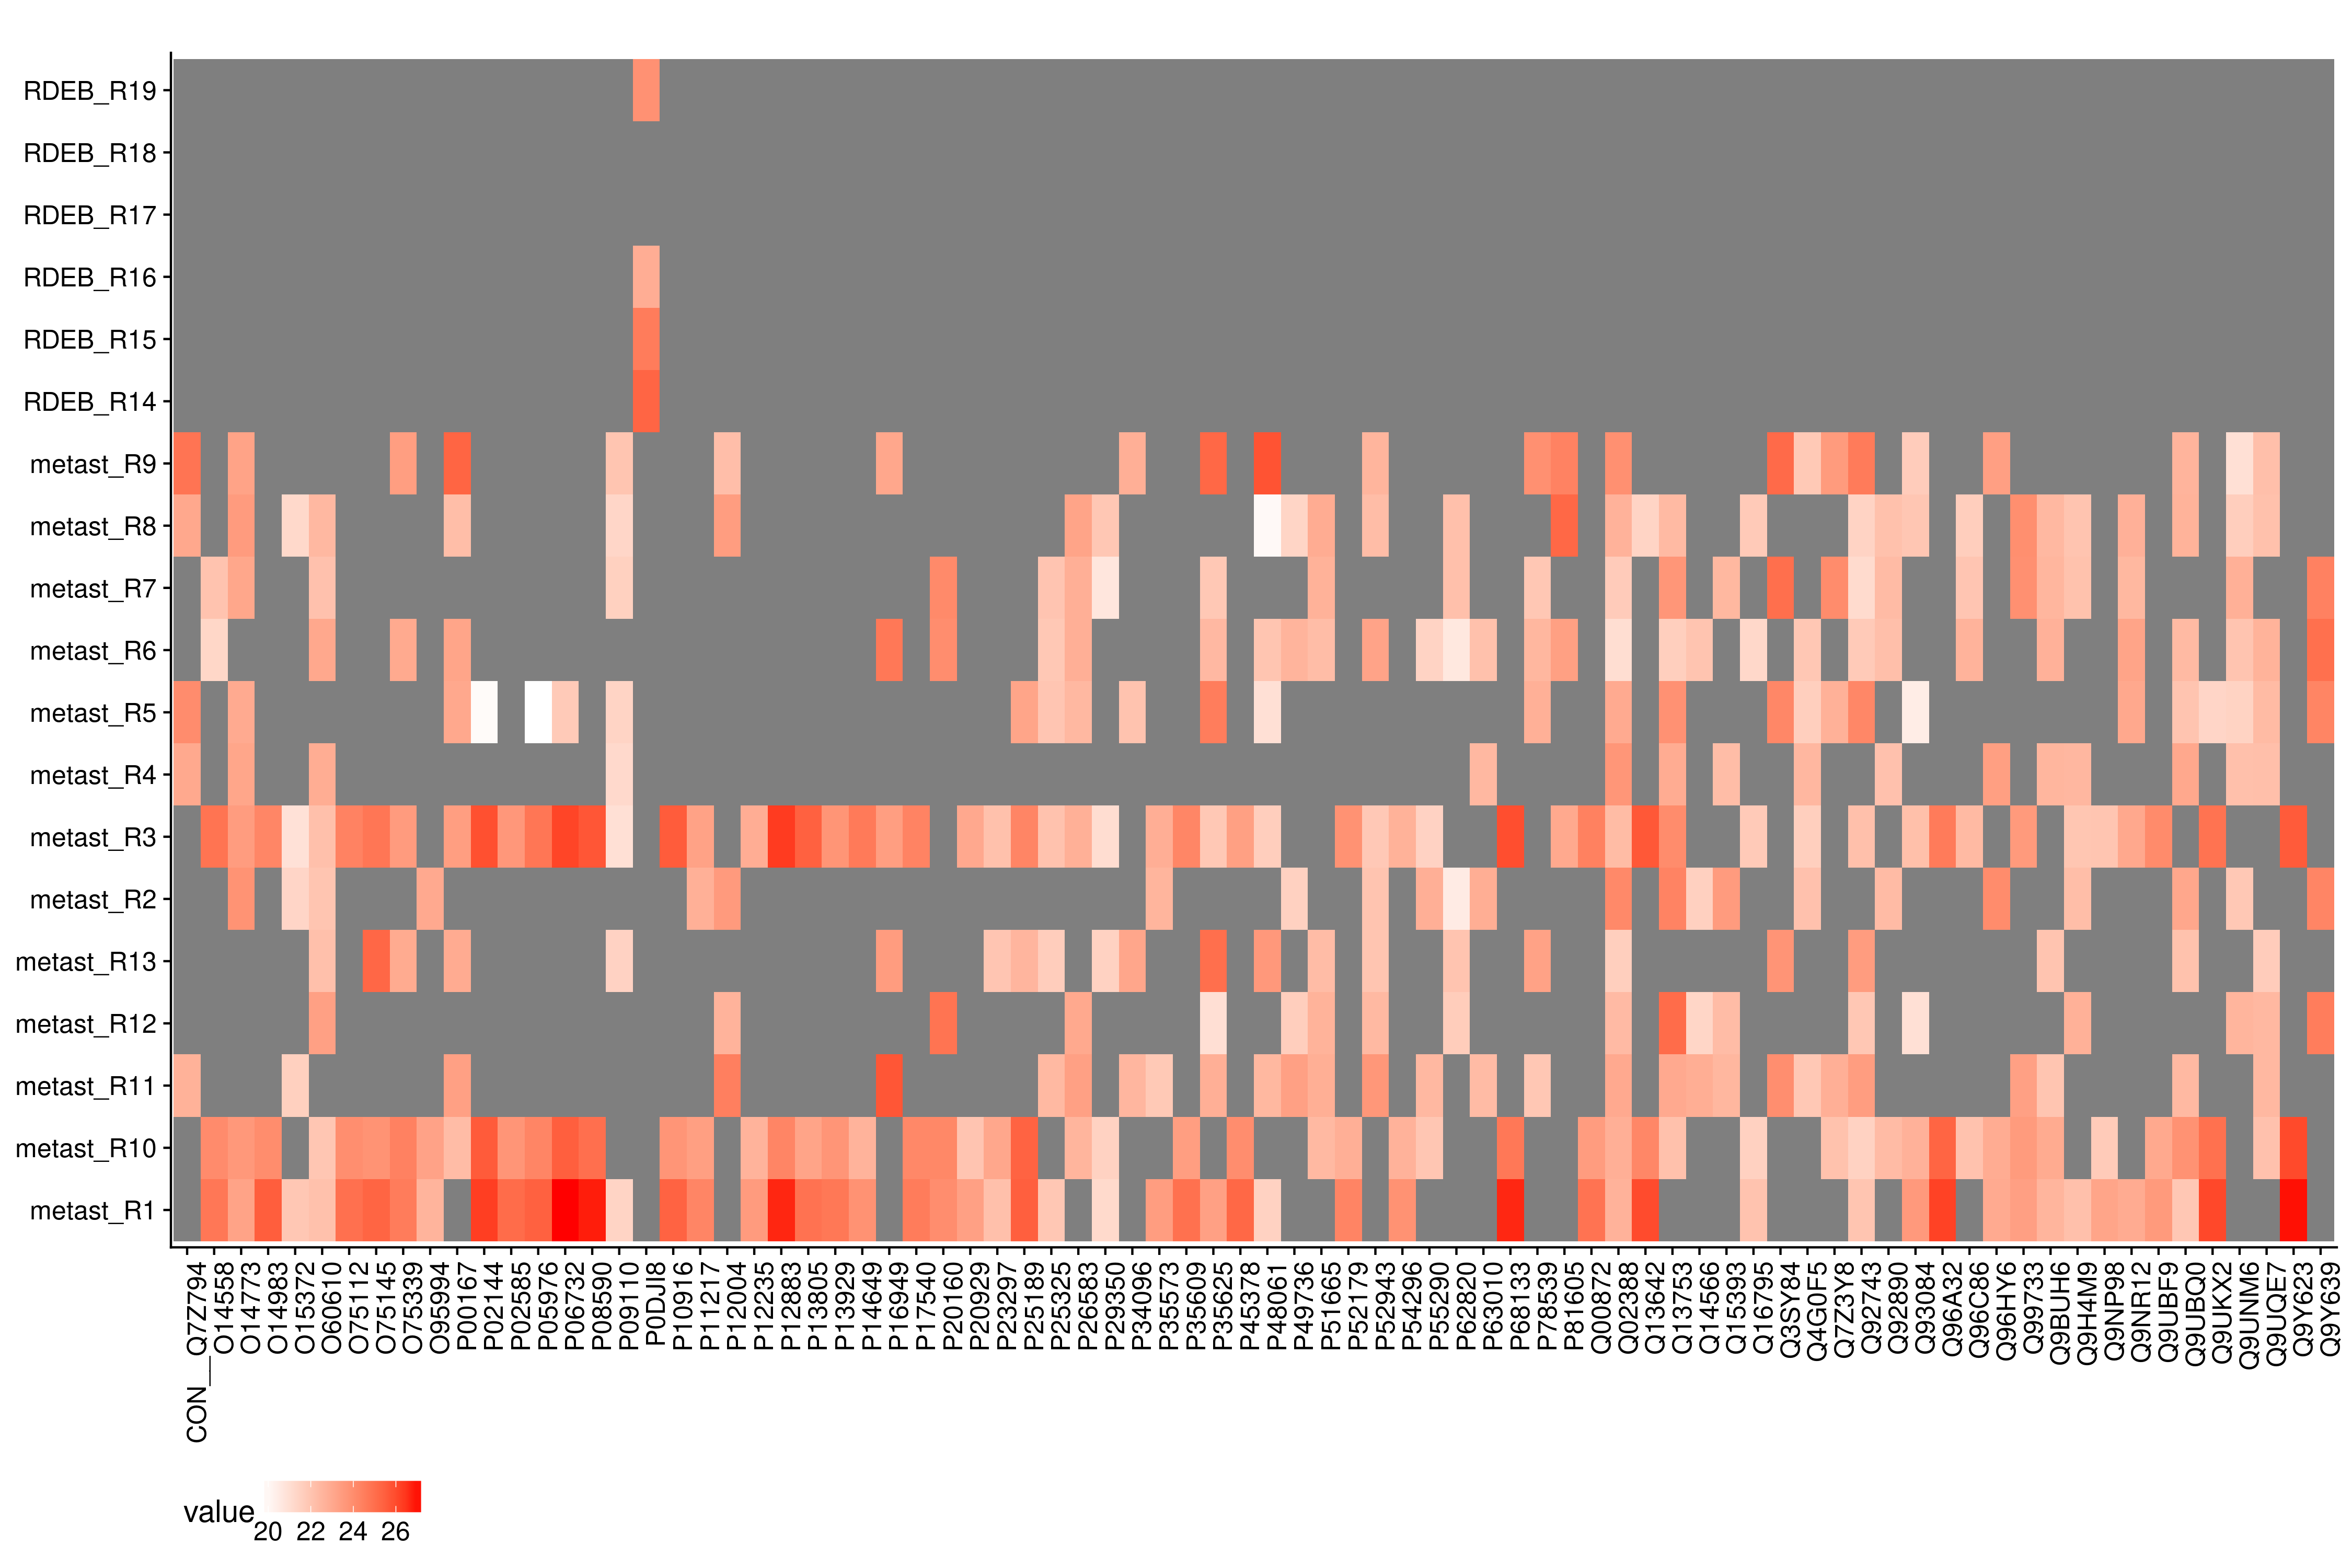 RDEB_R19
RDEB_R18
RDEB_R17
RDEB_R16
RDEB_R15
RDEB_R14
metast_R9
metast_R8
metast_R7
metast_R6
metast_R5
metast_R4
metast_R3
metast_R2
metast_R13
metast_R12
metast_R11
metast_R10
metast_R1
CON__Q7Z794
O14558
O14773
O14983
O15372
O60610
O75112
O75145
O75339
O95994
P00167
P02144
P02585
P05976
P06732
P08590
P09110
P0DJI8
P10916
P11217
P12004
P12235
P12883
P13805
P13929
P14649
P16949
P17540
P20160
P20929
P23297
P25189
P25325
P26583
P29350
P34096
P35573
P35609
P35625
P45378
P48061
P49736
P51665
P52179
P52943
P54296
P55290
P62820
P63010
P68133
P78539
P81605
Q00872
Q02388
Q13642
Q13753
Q14566
Q15393
Q16795
Q3SY84
Q4G0F5
Q7Z3Y8
Q92743
Q92890
Q93084
Q96A32
Q96C86
Q96HY6
Q99733
Q9BUH6
Q9H4M9
Q9NP98
Q9NR12
Q9UBF9
Q9UBQ0
Q9UKX2
Q9UNM6
Q9UQE7
Q9Y623
Q9Y639
value
20 22 24 26